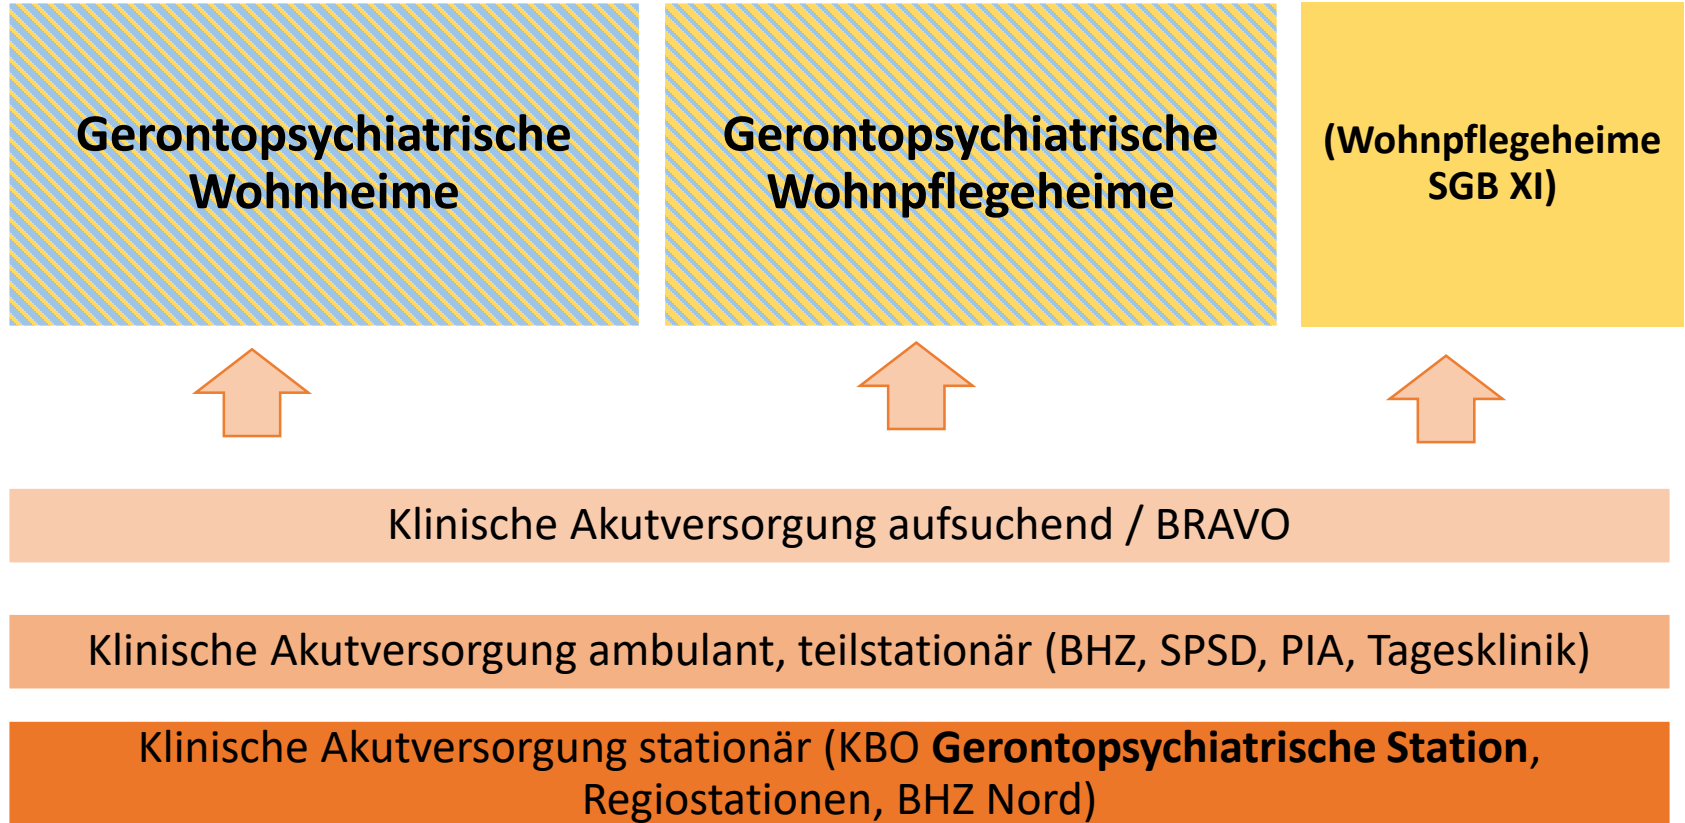 Gerontopsychiatrische
Wohnheime
Gerontopsychiatrische
Wohnpflegeheime
(Wohnpflegeheime
SGB XI)
Klinische Akutversorgung aufsuchend / BRAVO
Klinische Akutversorgung ambulant, teilstationär (BHZ, SPSD, PIA, Tagesklinik)
Klinische Akutversorgung stationär (KBO Gerontopsychiatrische Station,
Regiostationen, BHZ Nord)